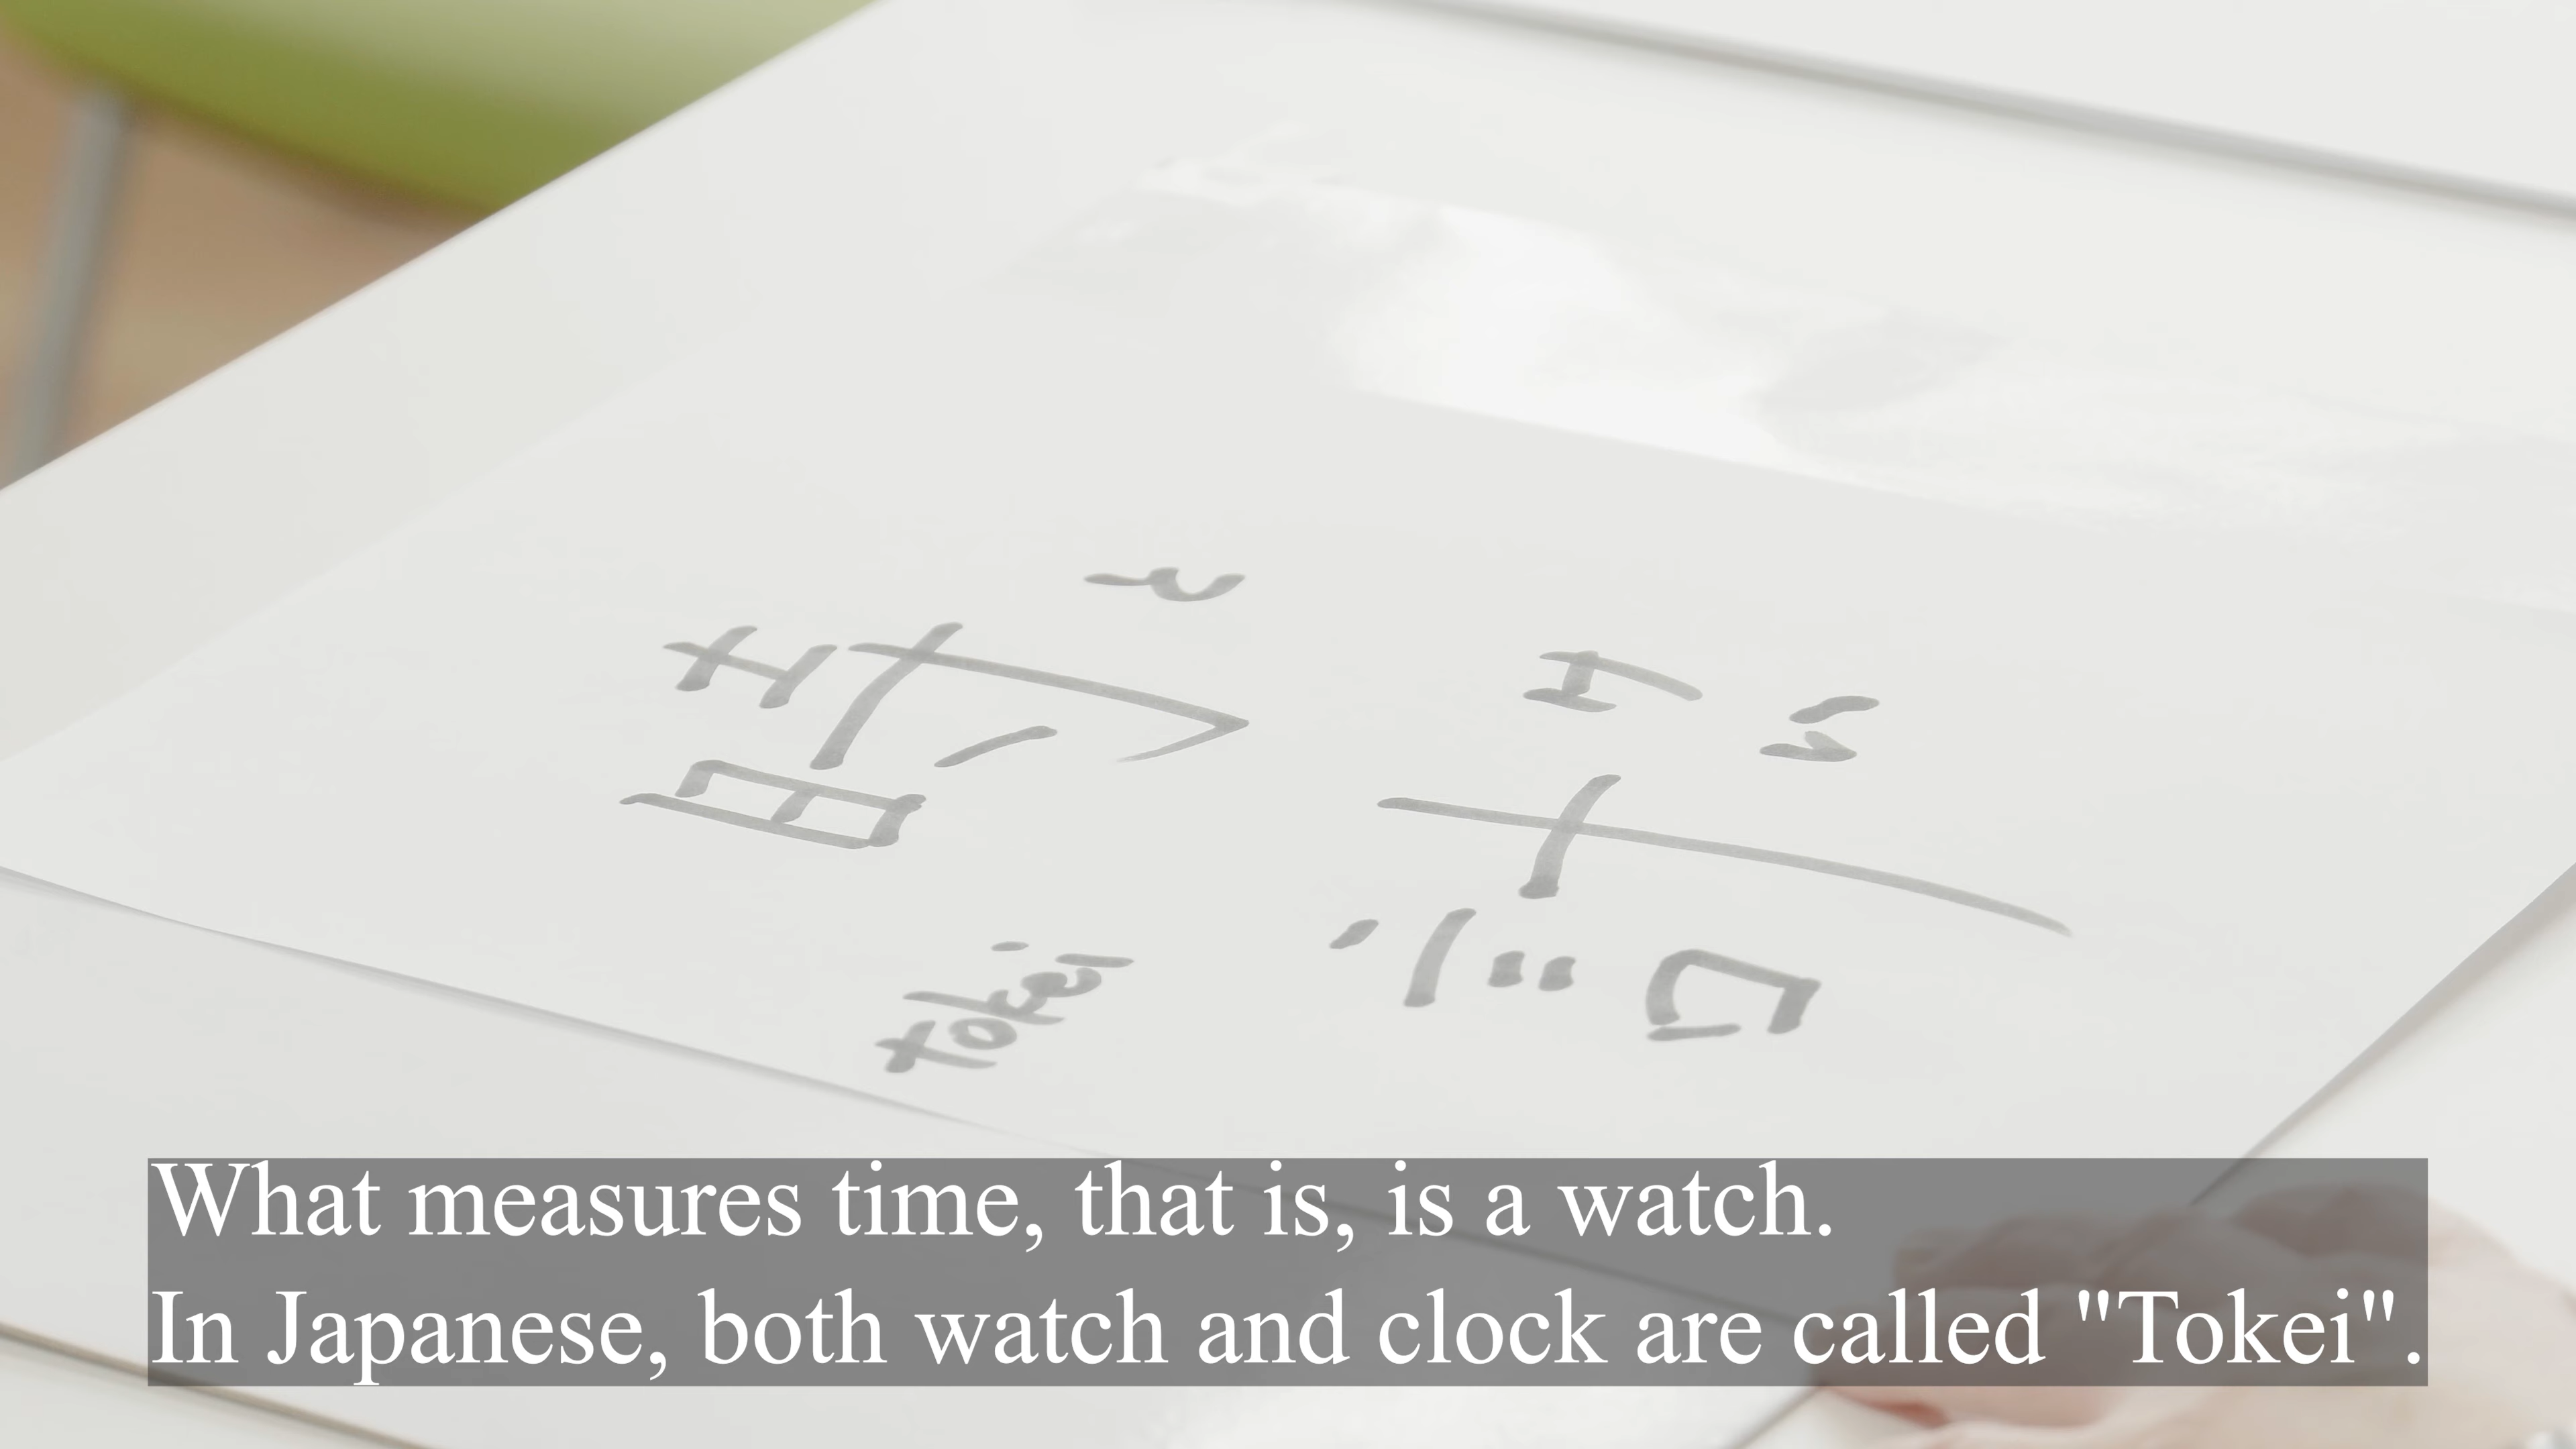 とけい
時計
tokei
What measures time, that is, is a watch.
In Japanese, both watch and clock are called "Tokei".